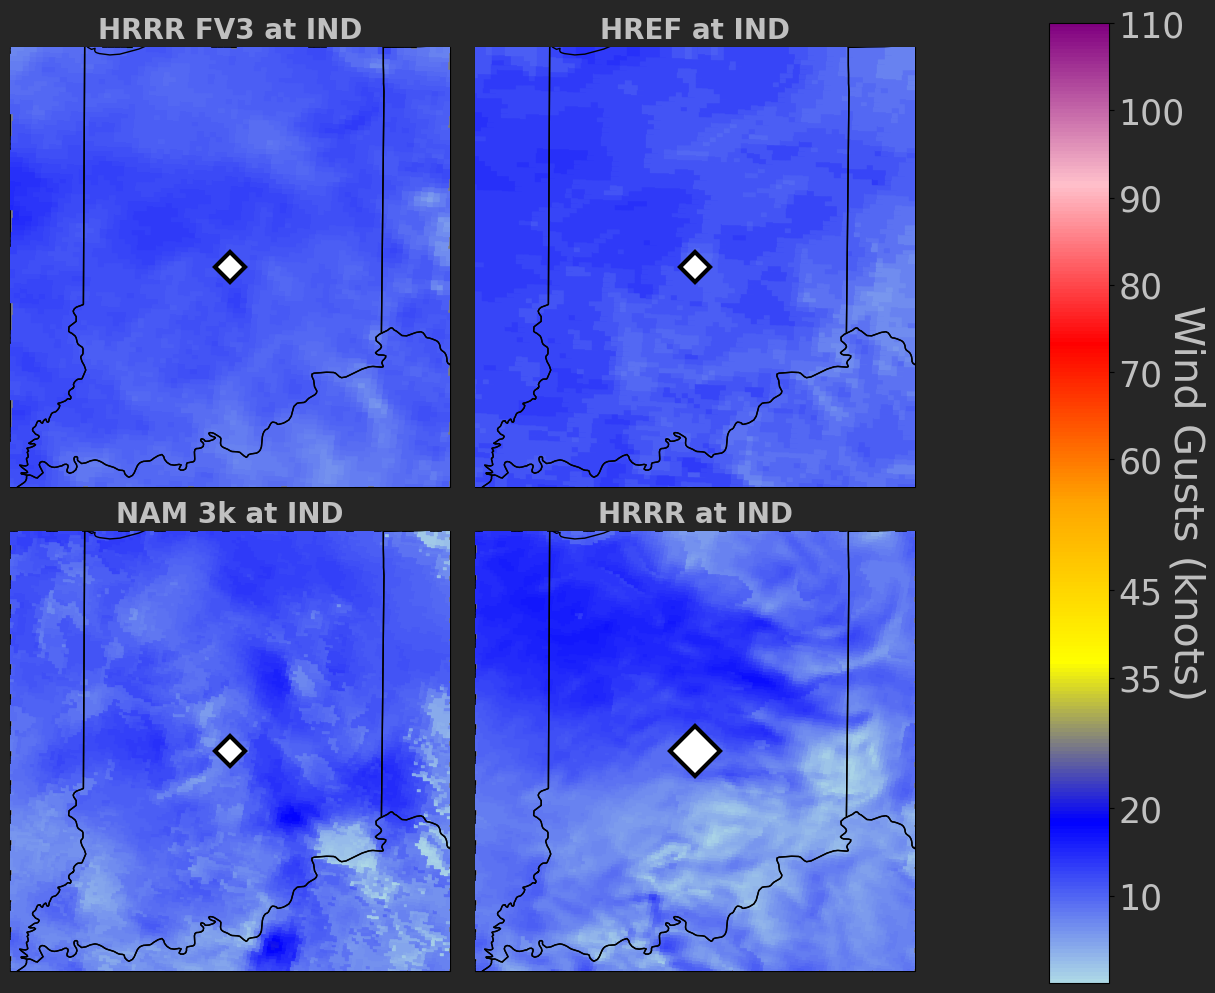 HRRR FV3 at IND
HREF at IND
NAM 3k at IND
HRRR at IND
110
100
90
80
70
60
45
35
20
10
Wind Gusts (knots)